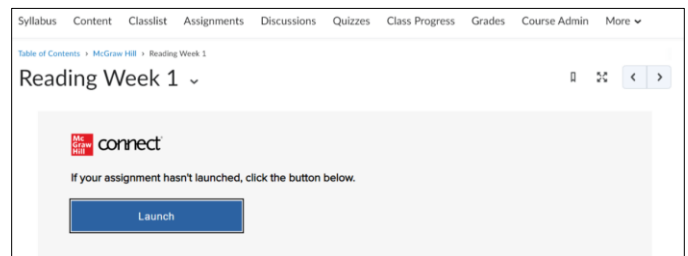 Syllabus Content Classlist Assignments Discussions Quizzes Class Progress Grades Course Admin More
Table of Contents › McGraw Hill › Reading Week 1
Reading Week 1
Mc
Graw
Hill
connect
If your assignment hasn't launched, click the button below.
Launch